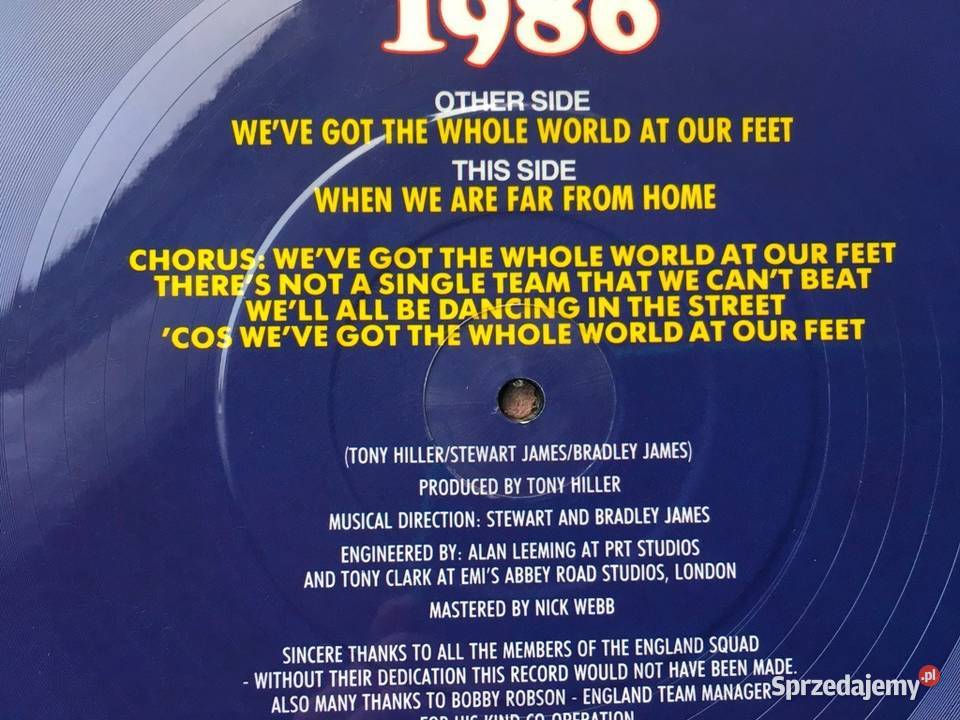 1986
OTHER SIDE
WE'VE GOT THE WHOLE WORLD AT OUR FEET
THIS SIDE
WHEN WE ARE FAR FROM HOME
CHORUS: WE'VE GOT THE WHOLE WORLD AT OUR FEET
THERE'S NOT A SINGLE TEAM THAT WE CAN'T BEAT
WE'LL ALL BE DANCING IN THE STREET
'COS WE'VE GOT THE WHOLE WORLD AT OUR FEET
(TONY HILLER/STEWART JAMES/BRADLEY JAMES)
PRODUCED BY TONY HILLER
MUSICAL DIRECTION: STEWART AND BRADLEY JAMES
ENGINEERED BY: ALAN LEEMING AT PRT STUDIOS
AND TONY CLARK AT EMI'S ABBEY ROAD STUDIOS, LONDON
MASTERED BY NICK WEBB
SINCERE THANKS TO ALL THE MEMBERS OF THE ENGLAND SQUAD
- WITHOUT THEIR DEDICATION THIS RECORD WOULD NOT HAVE BEEN MADE.
ALSO MANY THANKS TO BOBBY ROBSON - ENGLAND TEAM MANAGER
FOR HIS KIND CO-OPERATION
Sprzedajemy.pl